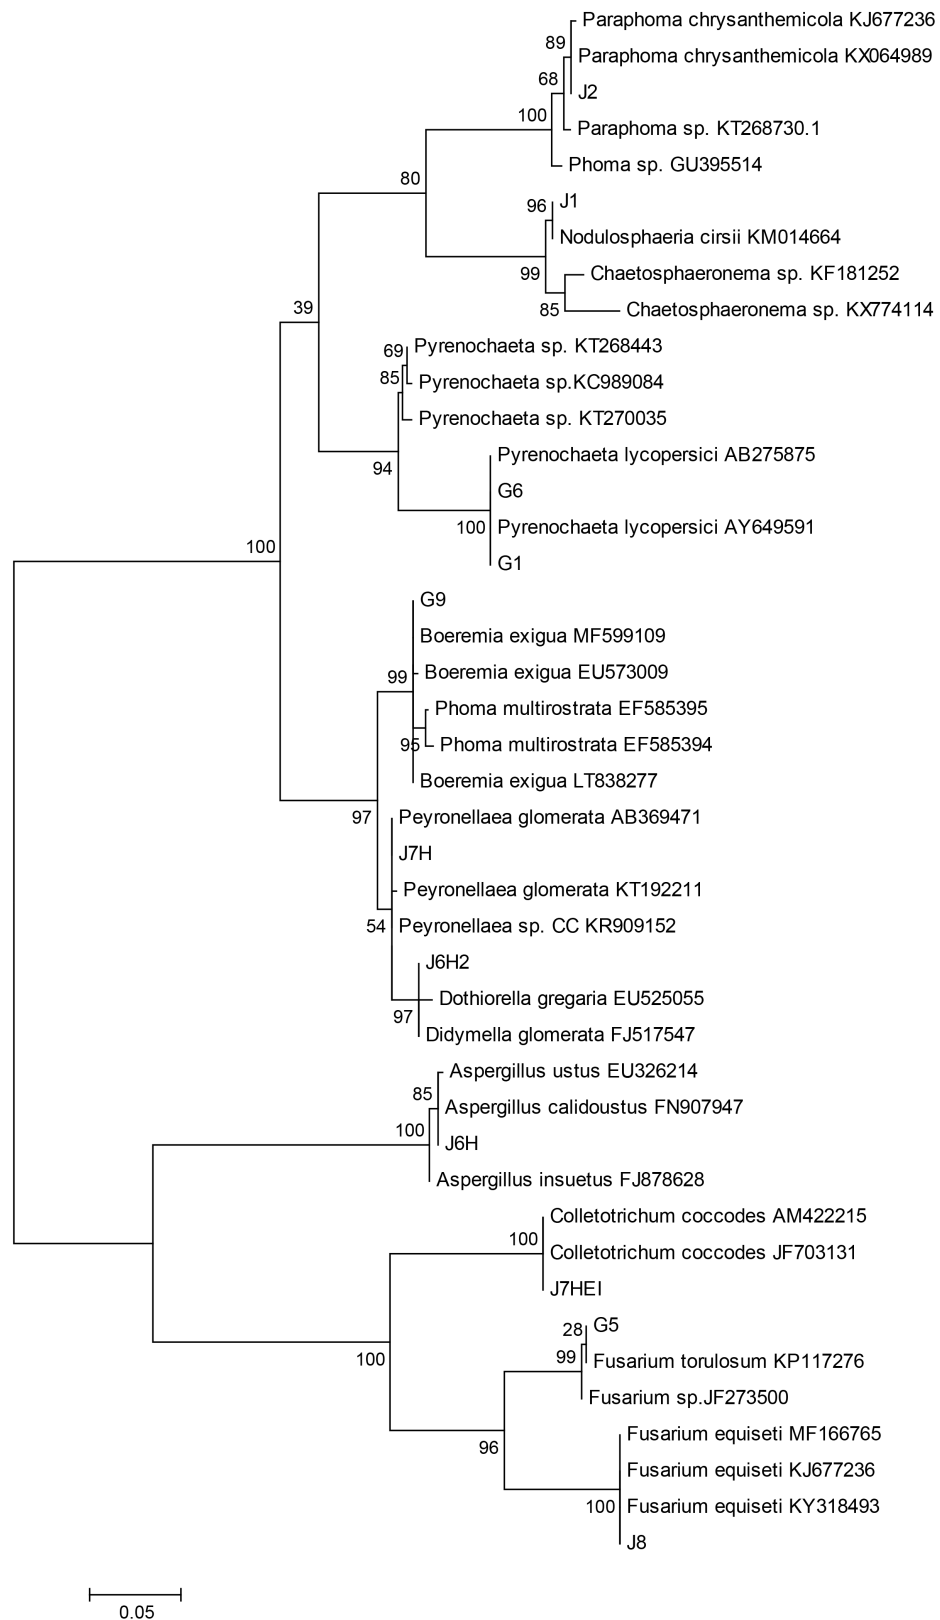 Paraphoma chrysanthemicola KJ677236
89
Paraphoma chrysanthemicola KX064989
68
J2
100
Paraphoma sp. KT268730.1
Phoma sp. GU395514
80
J1
96
Nodulosphaeria cirsii KM014664
99
Chaetosphaeronema sp. KF181252
85
Chaetosphaeronema sp. KX774114
39
Pyrenochaeta sp. KT268443
69
85
Pyrenochaeta sp.KC989084
Pyrenochaeta sp. KT270035
94
Pyrenochaeta lycopersici AB275875
G6
100
Pyrenochaeta lycopersici AY649591
G1
100
G9
Boeremia exigua MF599109
99
Boeremia exigua EU573009
Phoma multirostrata EF585395
95
Phoma multirostrata EF585394
Boeremia exigua LT838277
97
Peyronellaea glomerata AB369471
J7H
Peyronellaea glomerata KT192211
54
Peyronellaea sp. CC KR909152
J6H2
Dothiorella gregaria EU525055
97
Didymella glomerata FJ517547
Aspergillus ustus EU326214
85
Aspergillus calidoustus FN907947
100
J6H
Aspergillus insuetus FJ878628
Colletotrichum coccodes AM422215
100
Colletotrichum coccodes JF703131
J7HEI
100
28
G5
99
Fusarium torulosum KP117276
Fusarium sp.JF273500
96
Fusarium equiseti MF166765
Fusarium equiseti KJ677236
100
Fusarium equiseti KY318493
J8
0.05